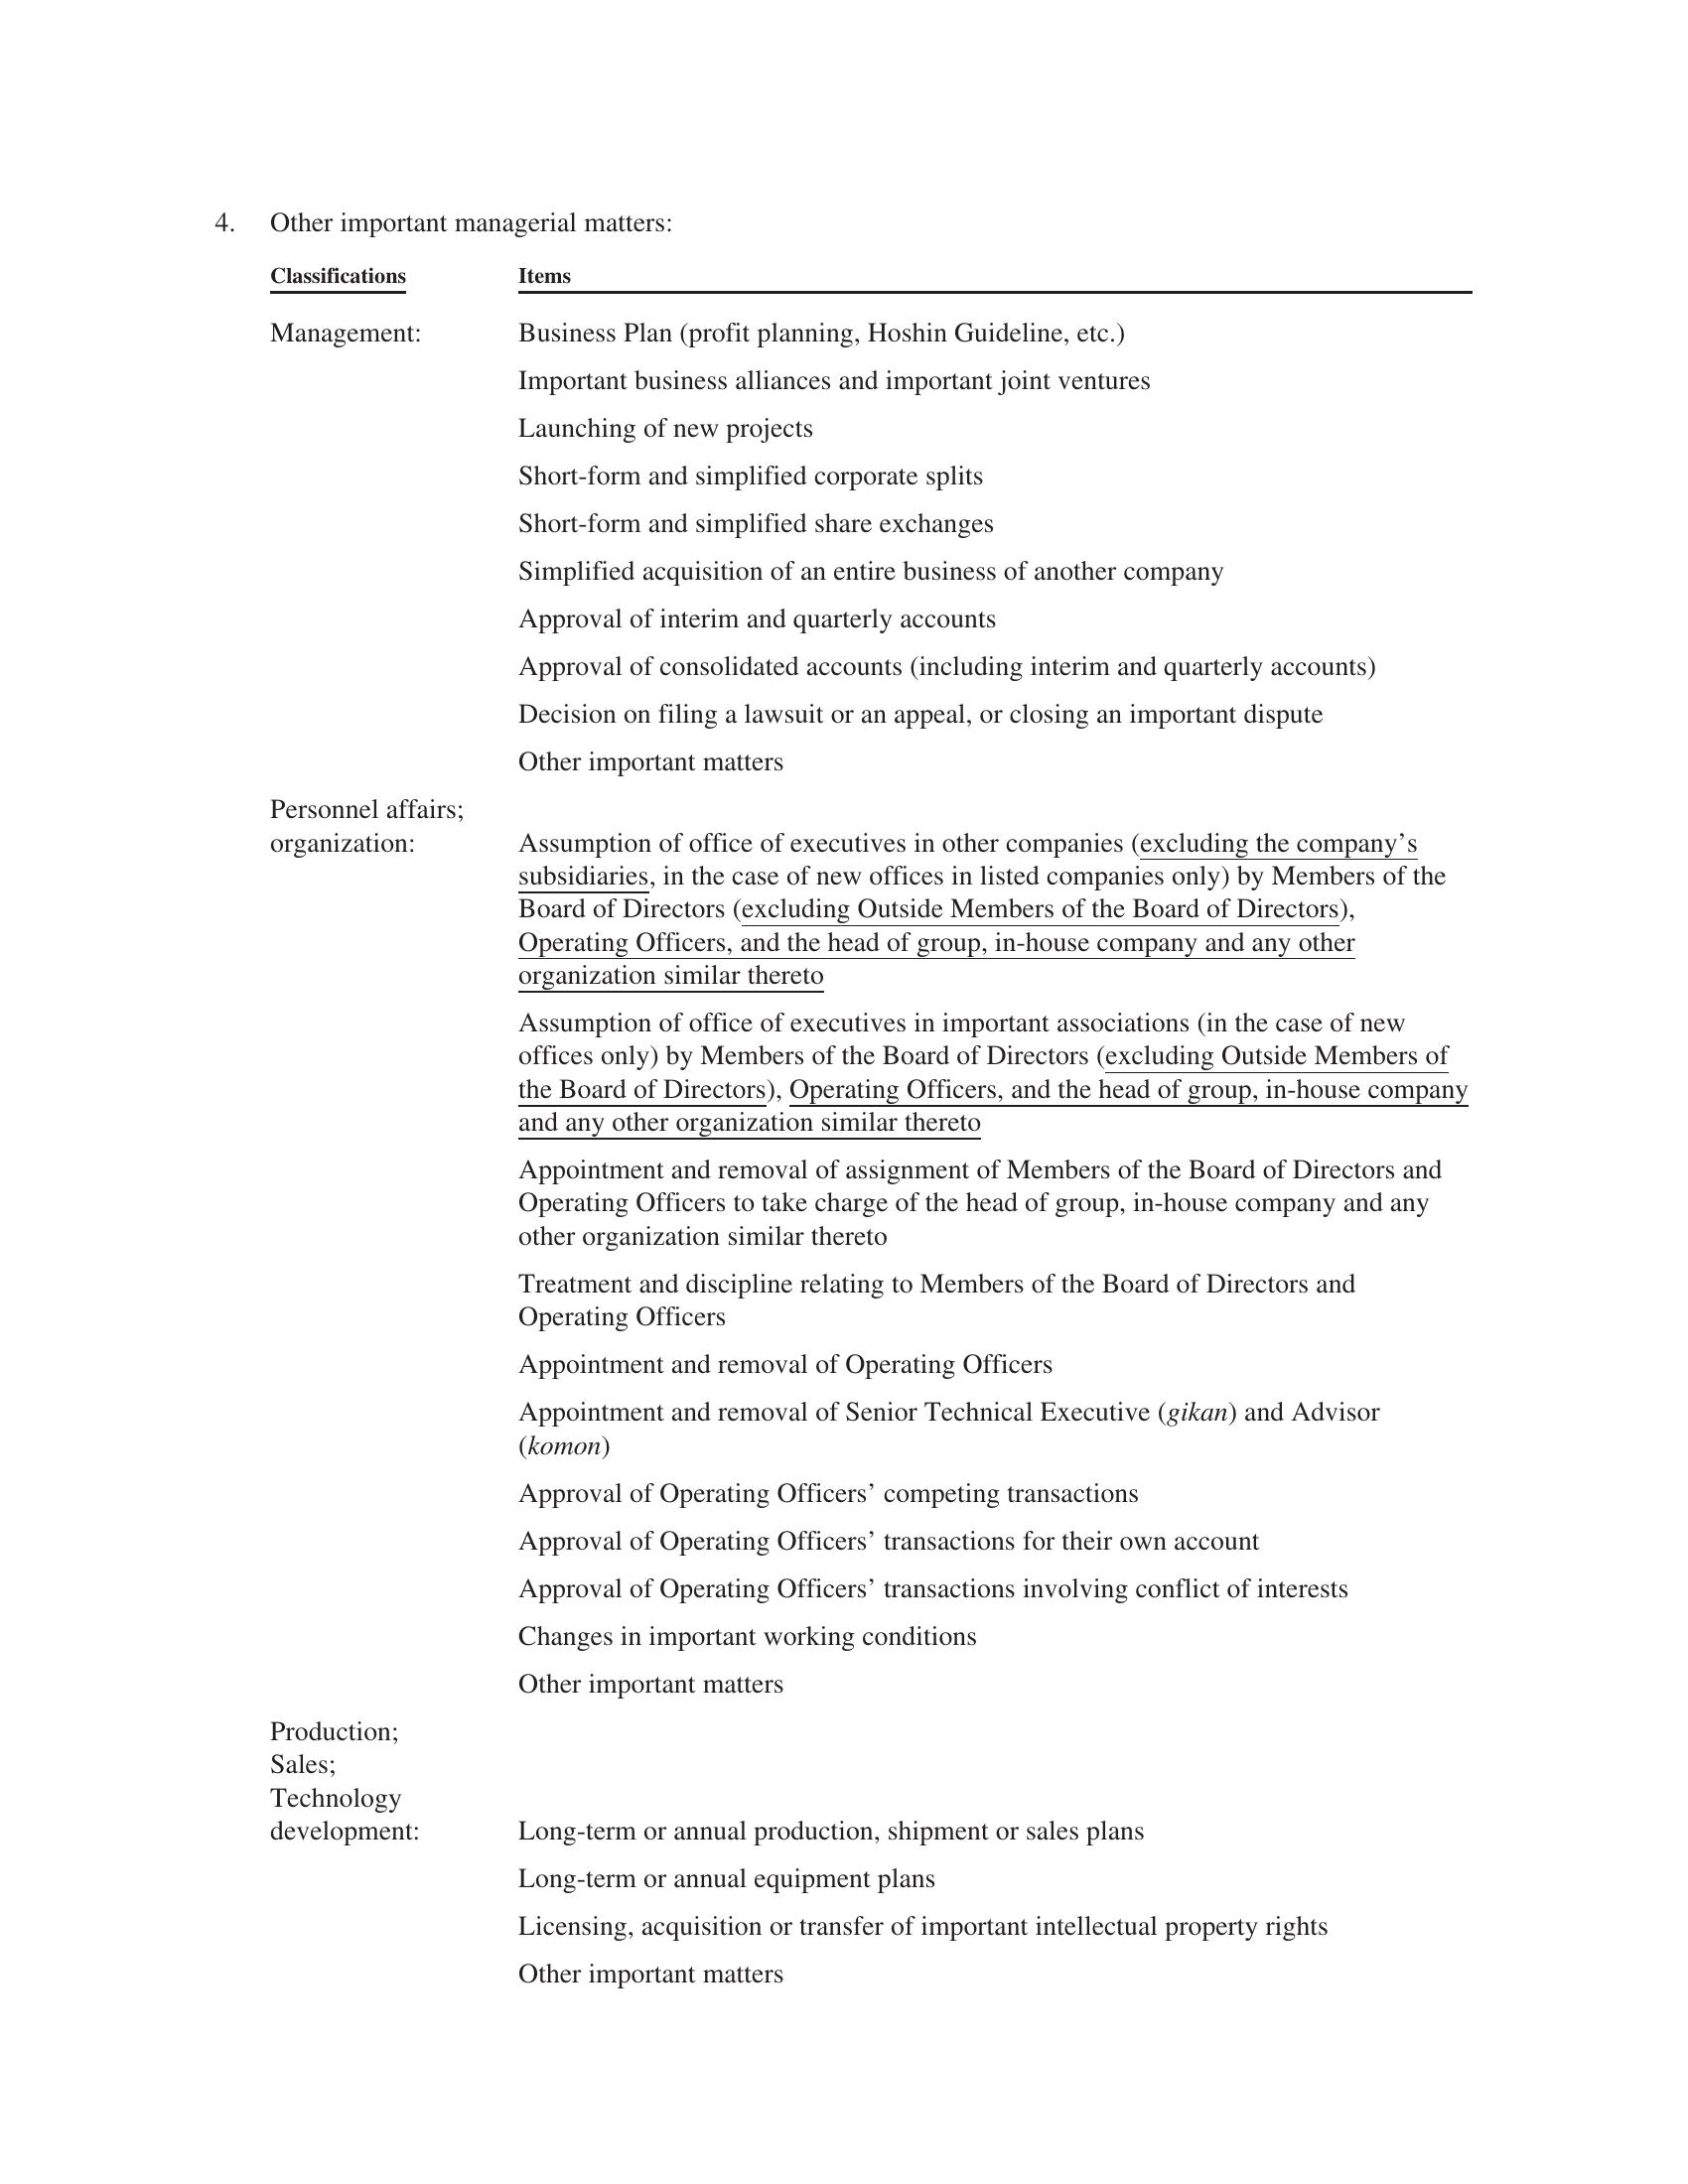 4. Other important managerial matters:
Classifications Items
Management: Business Plan (profit planning, Hoshin Guideline, etc.)
Important business alliances and important joint ventures
Launching of new projects
Short-form and simplified corporate splits
Short-form and simplified share exchanges
Simplified acquisition of an entire business of another company
Approval of interim and quarterly accounts
Approval of consolidated accounts (including interim and quarterly accounts)
Decision on filing a lawsuit or an appeal, or closing an important dispute
Other important matters
Personnel affairs;
organization: Assumption of office of executives in other companies (excluding the company’s
subsidiaries, in the case of new offices in listed companies only) by Members of the
Board of Directors (excluding Outside Members of the Board of Directors),
Operating Officers, and the head of group, in-house company and any other
organization similar thereto
Assumption of office of executives in important associations (in the case of new
offices only) by Members of the Board of Directors (excluding Outside Members of
the Board of Directors), Operating Officers, and the head of group, in-house company
and any other organization similar thereto
Appointment and removal of assignment of Members of the Board of Directors and
Operating Officers to take charge of the head of group, in-house company and any
other organization similar thereto
Treatment and discipline relating to Members of the Board of Directors and
Operating Officers
Appointment and removal of Operating Officers
Appointment and removal of Senior Technical Executive (gikan) and Advisor
(komon)
Approval of Operating Officers’ competing transactions
Approval of Operating Officers’ transactions for their own account
Approval of Operating Officers’ transactions involving conflict of interests
Changes in important working conditions
Other important matters
Production;
Sales;
Technology
development: Long-term or annual production, shipment or sales plans
Long-term or annual equipment plans
Licensing, acquisition or transfer of important intellectual property rights
Other important matters